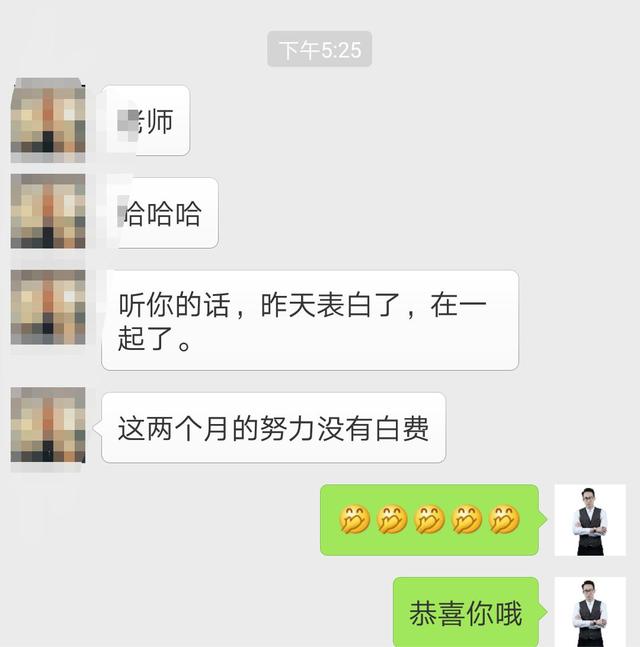 下午5:25
老师
哈哈哈
听你的话，昨天表白了，在一
起了。
这两个月的努力没有白费
🤭🤭🤭🤭🤭
恭喜你哦